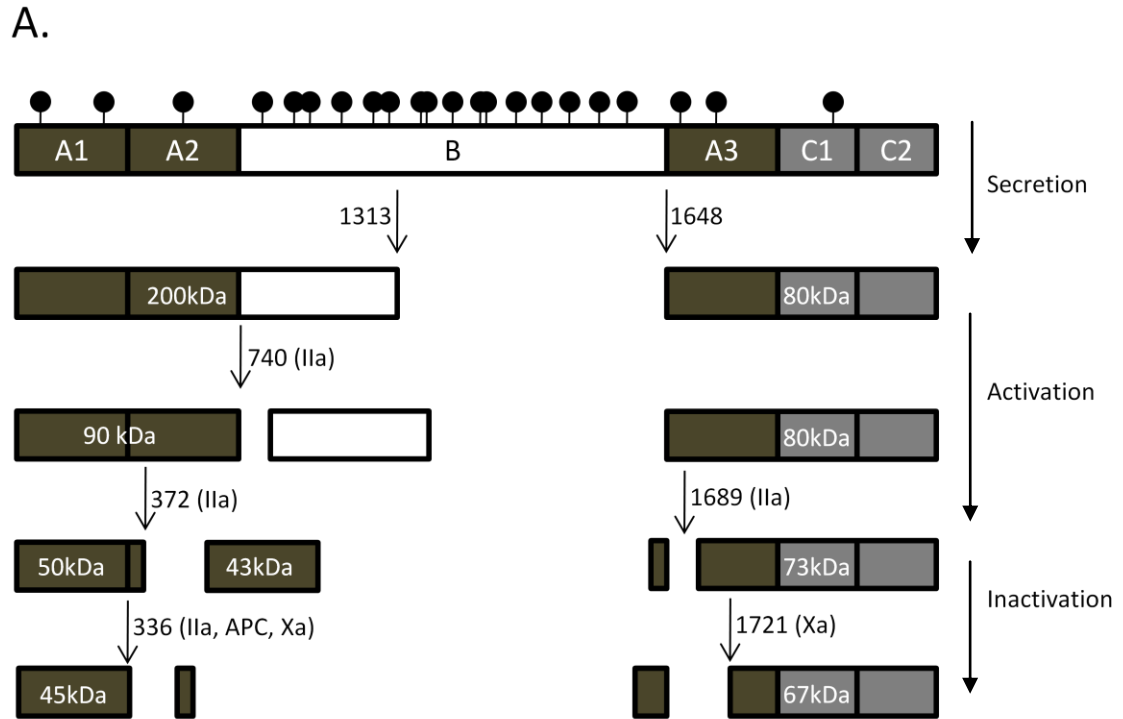 A.
A1 A2 B A3 C1 C2
Secretion
1313 1648
200kDa 80kDa
740 (IIa)
Activation
90 kDa 80kDa
372 (IIa) 1689 (IIa)
50kDa 43kDa 73kDa
Inactivation
336 (IIa, APC, Xa) 1721 (Xa)
45kDa 67kDa